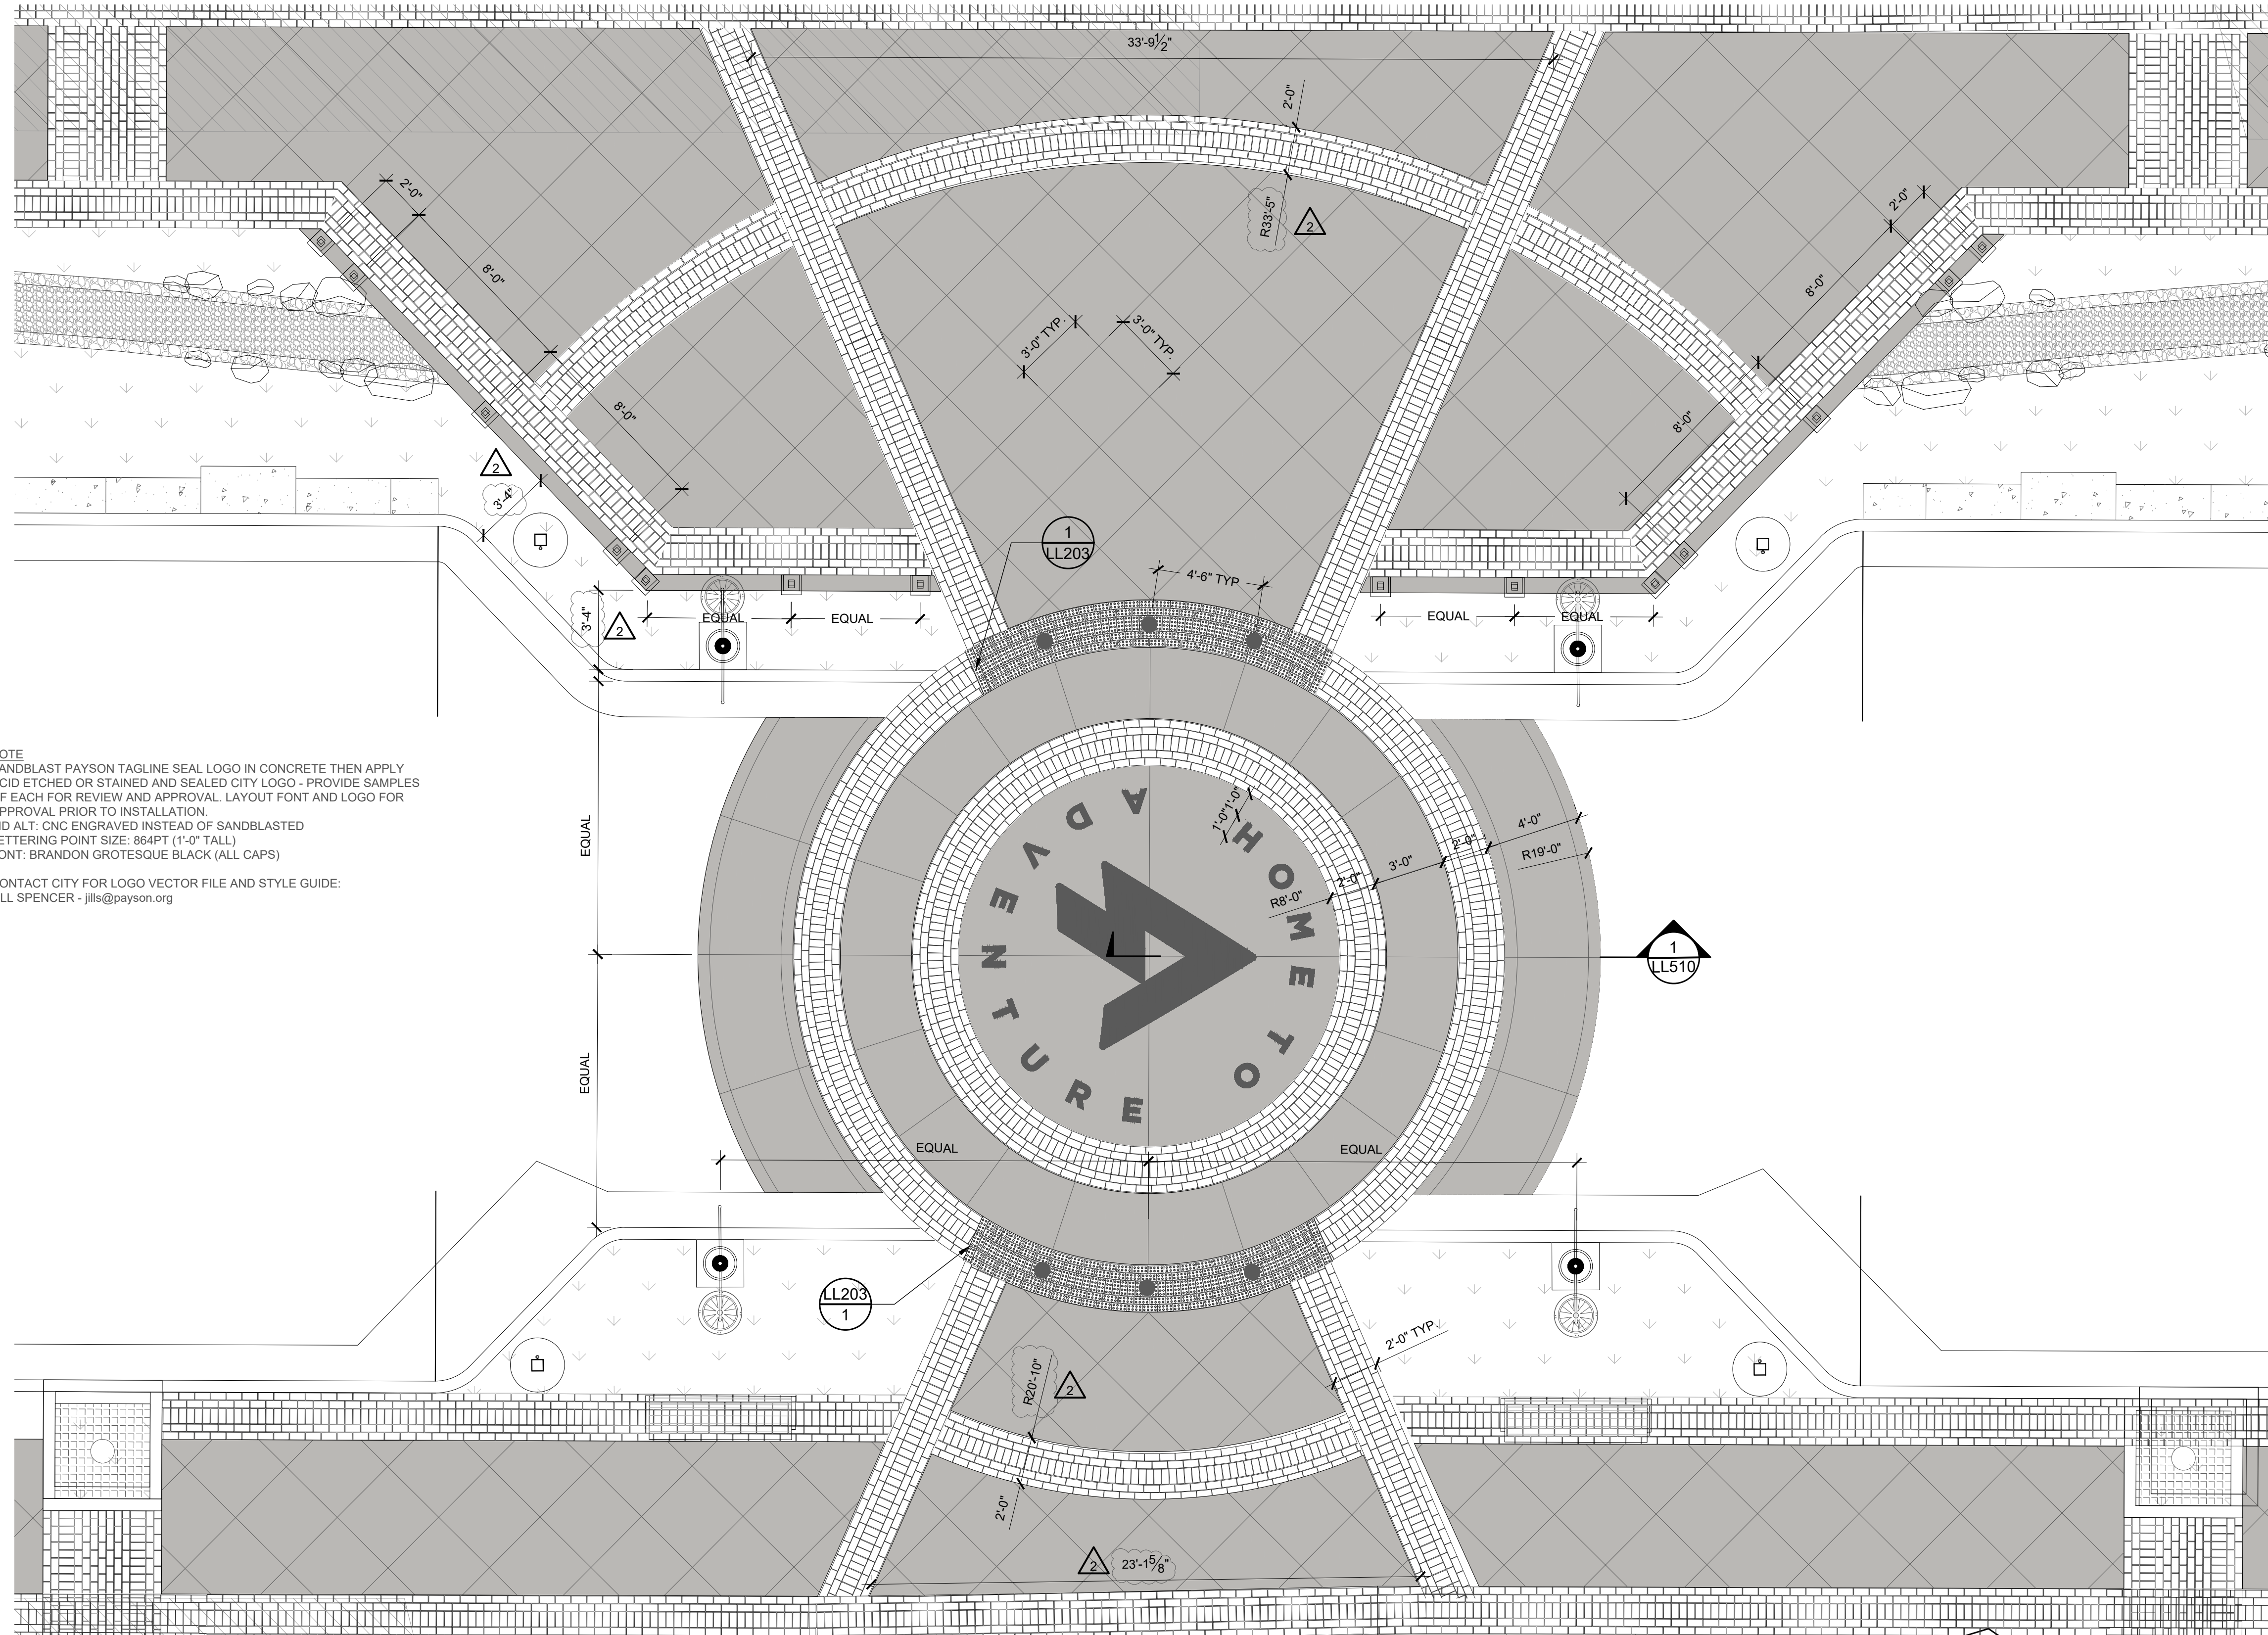 33'-9 1/2"
2'-0"
R33'-5"
2
2'-0"
8'-0"
8'-0"
2'-0"
8'-0"
8'-0"
3'-0" TYP.
3'-0" TYP.
2
3'-4"
1
LL203
4'-6" TYP
3'-4"
2
EQUAL
EQUAL
EQUAL
EQUAL
OTE
ANDBLAST PAYSON TAGLINE SEAL LOGO IN CONCRETE THEN APPLY
CID ETCHED OR STAINED AND SEALED CITY LOGO - PROVIDE SAMPLES
F EACH FOR REVIEW AND APPROVAL. LAYOUT FONT AND LOGO FOR
PPROVAL PRIOR TO INSTALLATION.
ID ALT: CNC ENGRAVED INSTEAD OF SANDBLASTED
ETTERING POINT SIZE: 864PT (1'-0" TALL)
ONT: BRANDON GROTESQUE BLACK (ALL CAPS)
ONTACT CITY FOR LOGO VECTOR FILE AND STYLE GUIDE:
LL SPENCER - jills@payson.org
EQUAL
EQUAL
HOME TO
ADVENTURE
1'-0"
1'-0"
R8'-0"
2'-0"
3'-0"
2'-0"
4'-0"
R19'-0"
1
LL510
EQUAL
EQUAL
LL203
1
R20'-10"
2
2'-0" TYP.
2'-0"
2
23'-1 5/8"